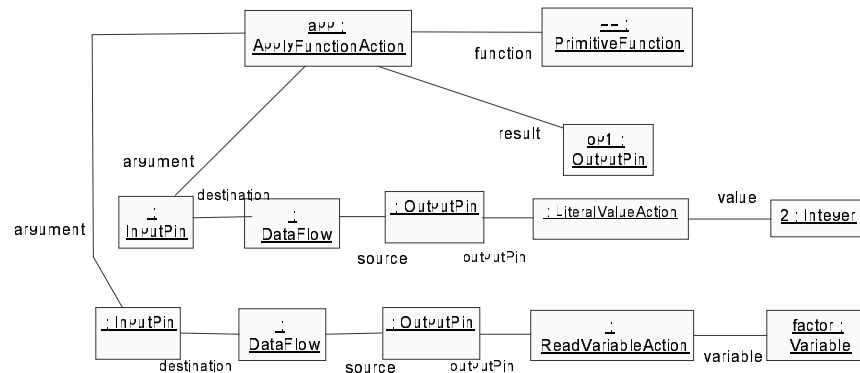 app :
ApplyFunctionAction
== :
PrimitiveFunction
function
result
op1 :
OutputPin
argument
destination
value
:
InputPin
:
DataFlow
: OutputPin
: LiteralValueAction
2 : Integer
argument
source
outputPin
: InputPin
:
DataFlow
: OutputPin
:
ReadVariableAction
factor :
Variable
destination
source
outputPin
variable